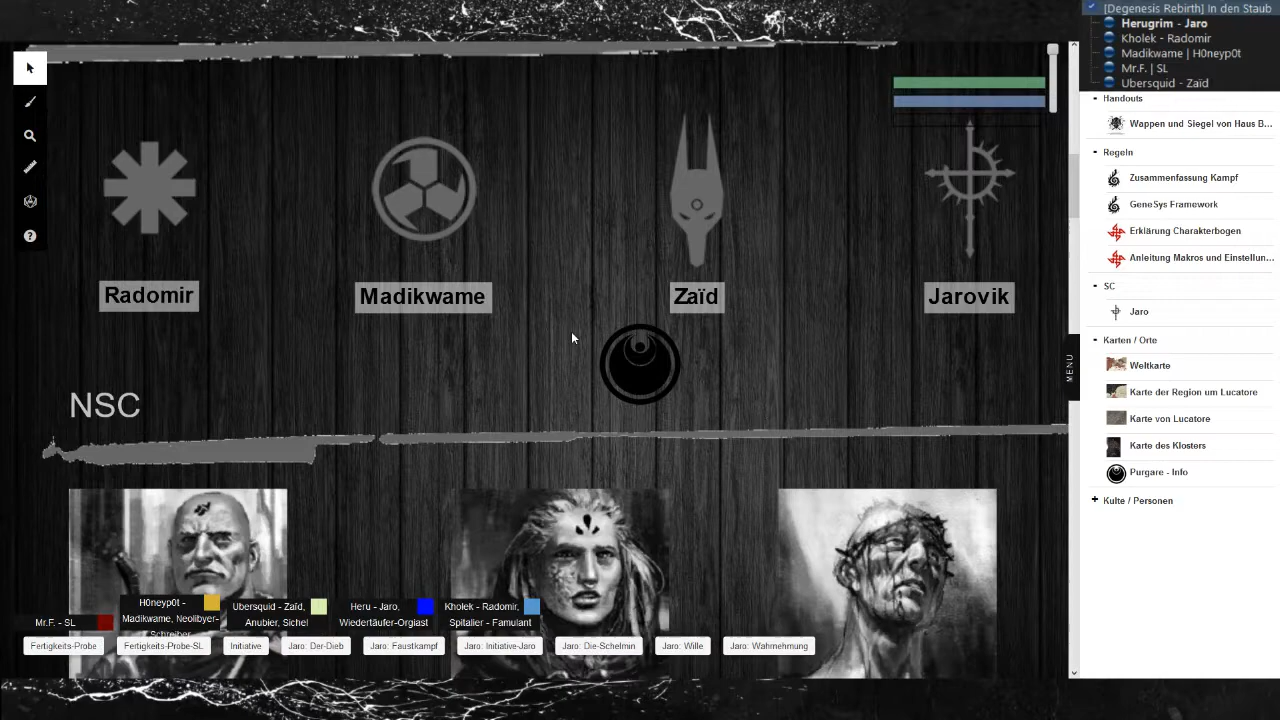 [Degenesis Rebirth] In den Staub
Herugrim - Jaro
Kholek - Radomir
Madikwame | H0neyp0t
Mr.F. | SL
Ubersquid - Zaïd
Handouts
Wappen und Siegel von Haus B...
Regeln
Zusammenfassung Kampf
GeneSys Framework
Erklärung Charakterbogen
Anleitung Makros und Einstellun...
SC
Jaro
Karten / Orte
Weltkarte
Karte der Region um Lucatore
Karte von Lucatore
Karte des Klosters
Purgare - Info
Kulte / Personen
MENU
Radomir
Madikwame
Zaïd
Jarovik
NSC
Mr.F. - SL
H0neyp0t -
Madikwame, Neolibyer-
Schreiber
Ubersquid - Zaïd,
Anubier, Sichel
Heru - Jaro,
Wiedertäufer-Orgiast
Kholek - Radomir,
Spitalier - Famulant
Fertigkeits-Probe
Fertigkeits-Probe-SL
Initiative
Jaro: Der-Dieb
Jaro: Faustkampf
Jaro: Initiative-Jaro
Jaro: Die-Schelmin
Jaro: Wille
Jaro: Wahrnehmung